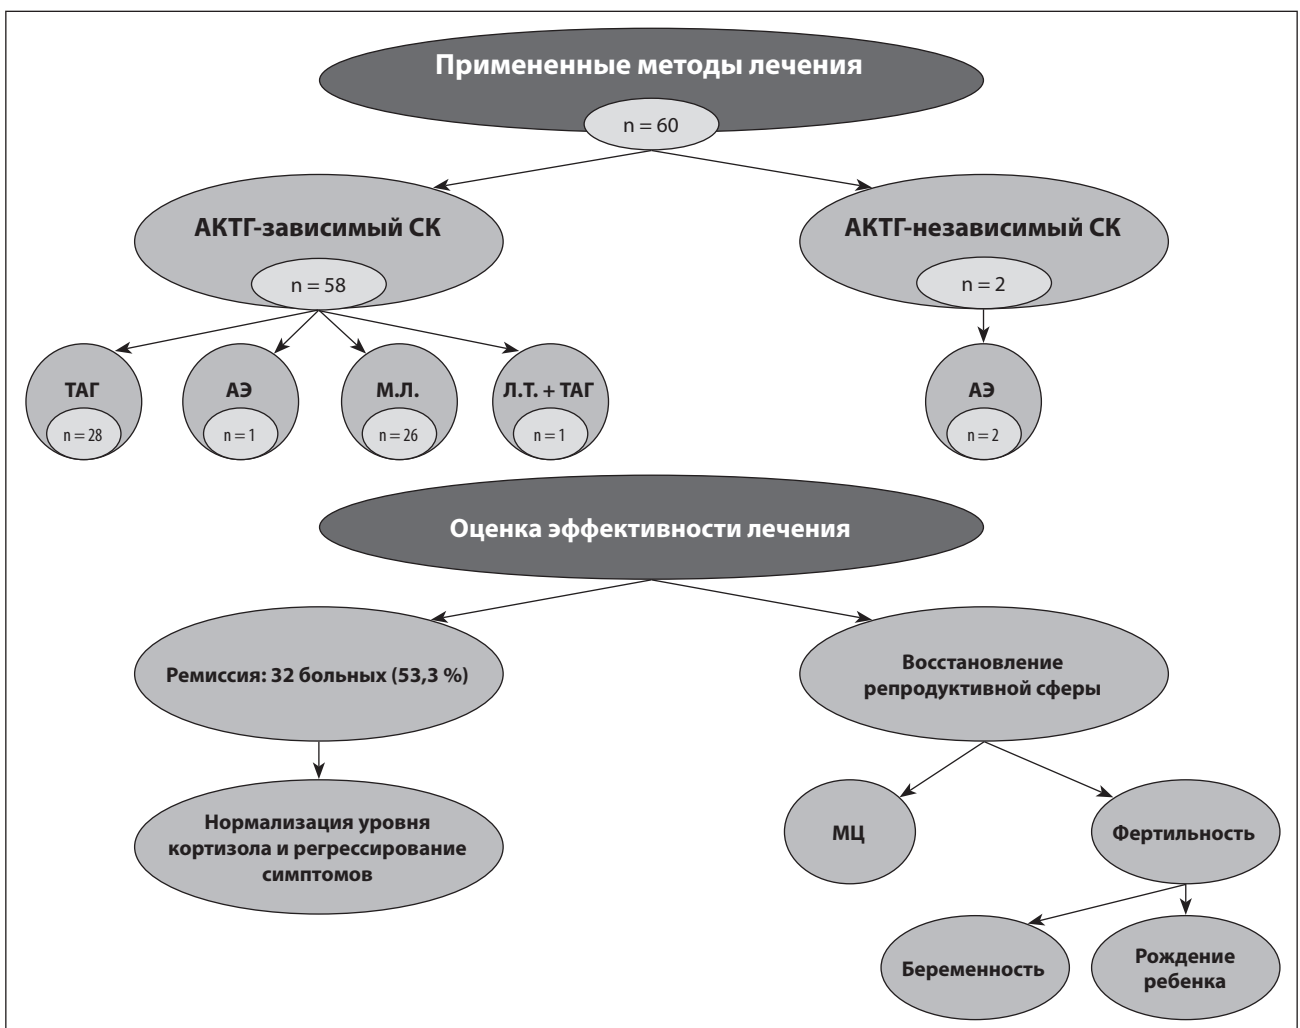 Примененные методы лечения
n = 60
АКТГ-зависимый СК
n = 58
АКТГ-независимый СК
n = 2
ТАГ
n = 28
АЭ
n = 1
М.Л.
n = 26
Л.Т. + ТАГ
n = 1
АЭ
n = 2
Оценка эффективности лечения
Ремиссия: 32 больных (53,3 %)
Восстановление
репродуктивной сферы
Нормализация уровня
кортизола и регрессирование
симптомов
МЦ
Фертильность
Беременность
Рождение
ребенка